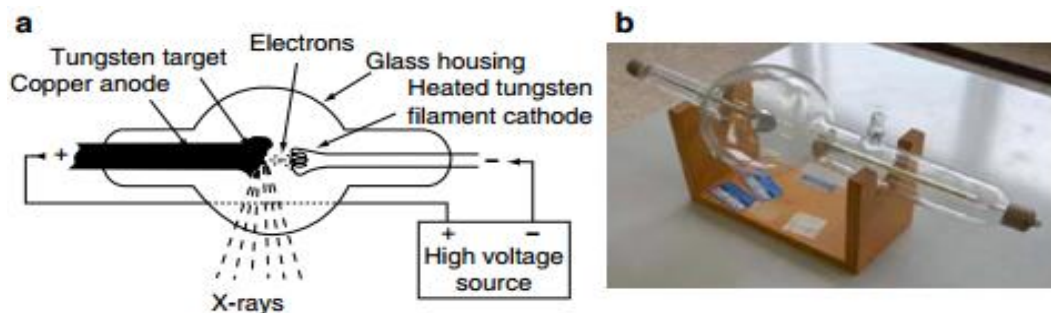 a
b
Electrons
Tungsten target
Glass housing
Copper anode
Heated tungsten
filament cathode
+
−
+ −
High voltage
source
X-rays